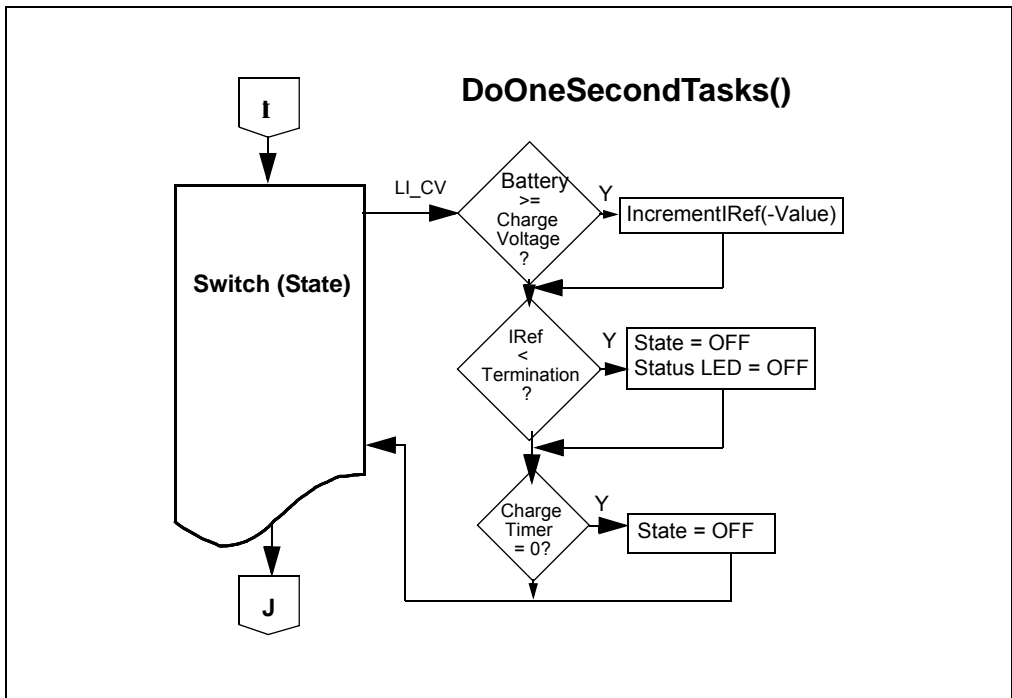 DoOneSecondTasks()
I
LI_CV
Battery
>=
Charge
Voltage
?
Y
IncrementIRef(-Value)
Switch (State)
IRef
<
Termination
?
Y
State = OFF
Status LED = OFF
Charge
Timer
= 0?
Y
State = OFF
J